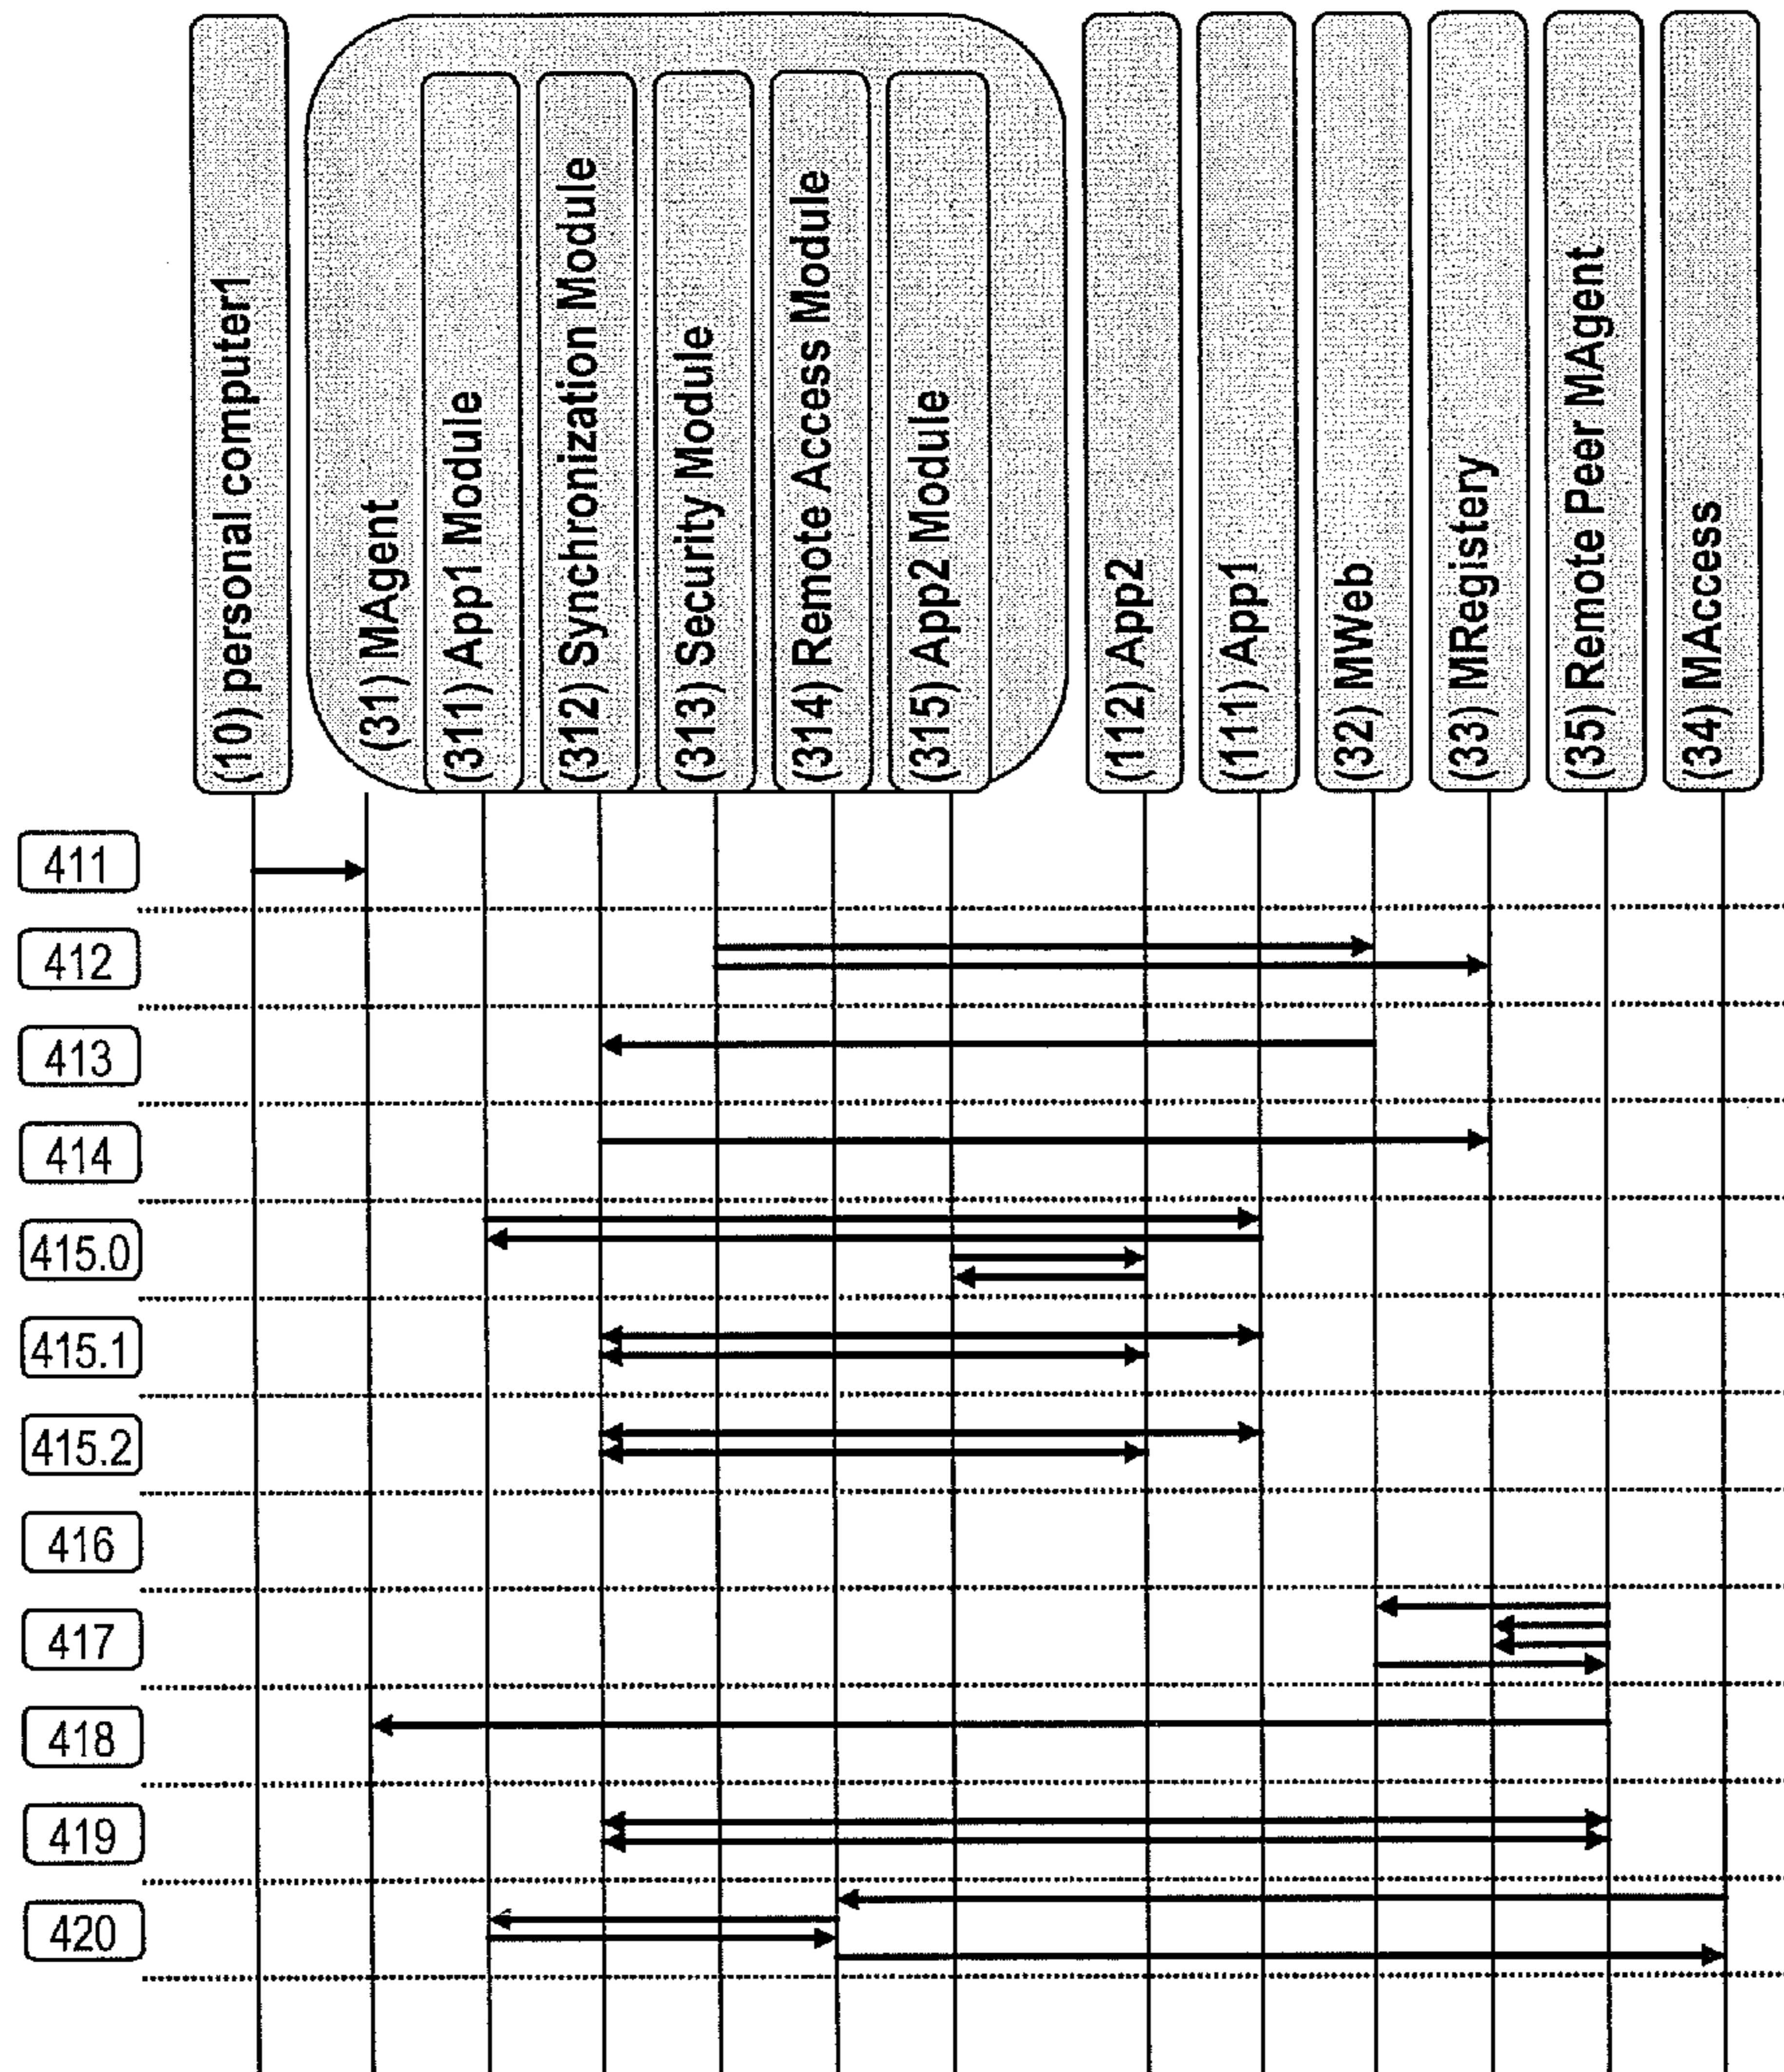 (10) personal computer1
(31) MAgent
(311) App1 Module
(312) Synchronization Module
(313) Security Module
(314) Remote Access Module
(315) App2 Module
(112) App2
(111) App1
(32) MWeb
(33) MRegistery
(35) Remote Peer MAgent
(34) MAccess
411
412
413
414
415.0
415.1
415.2
416
417
418
419
420